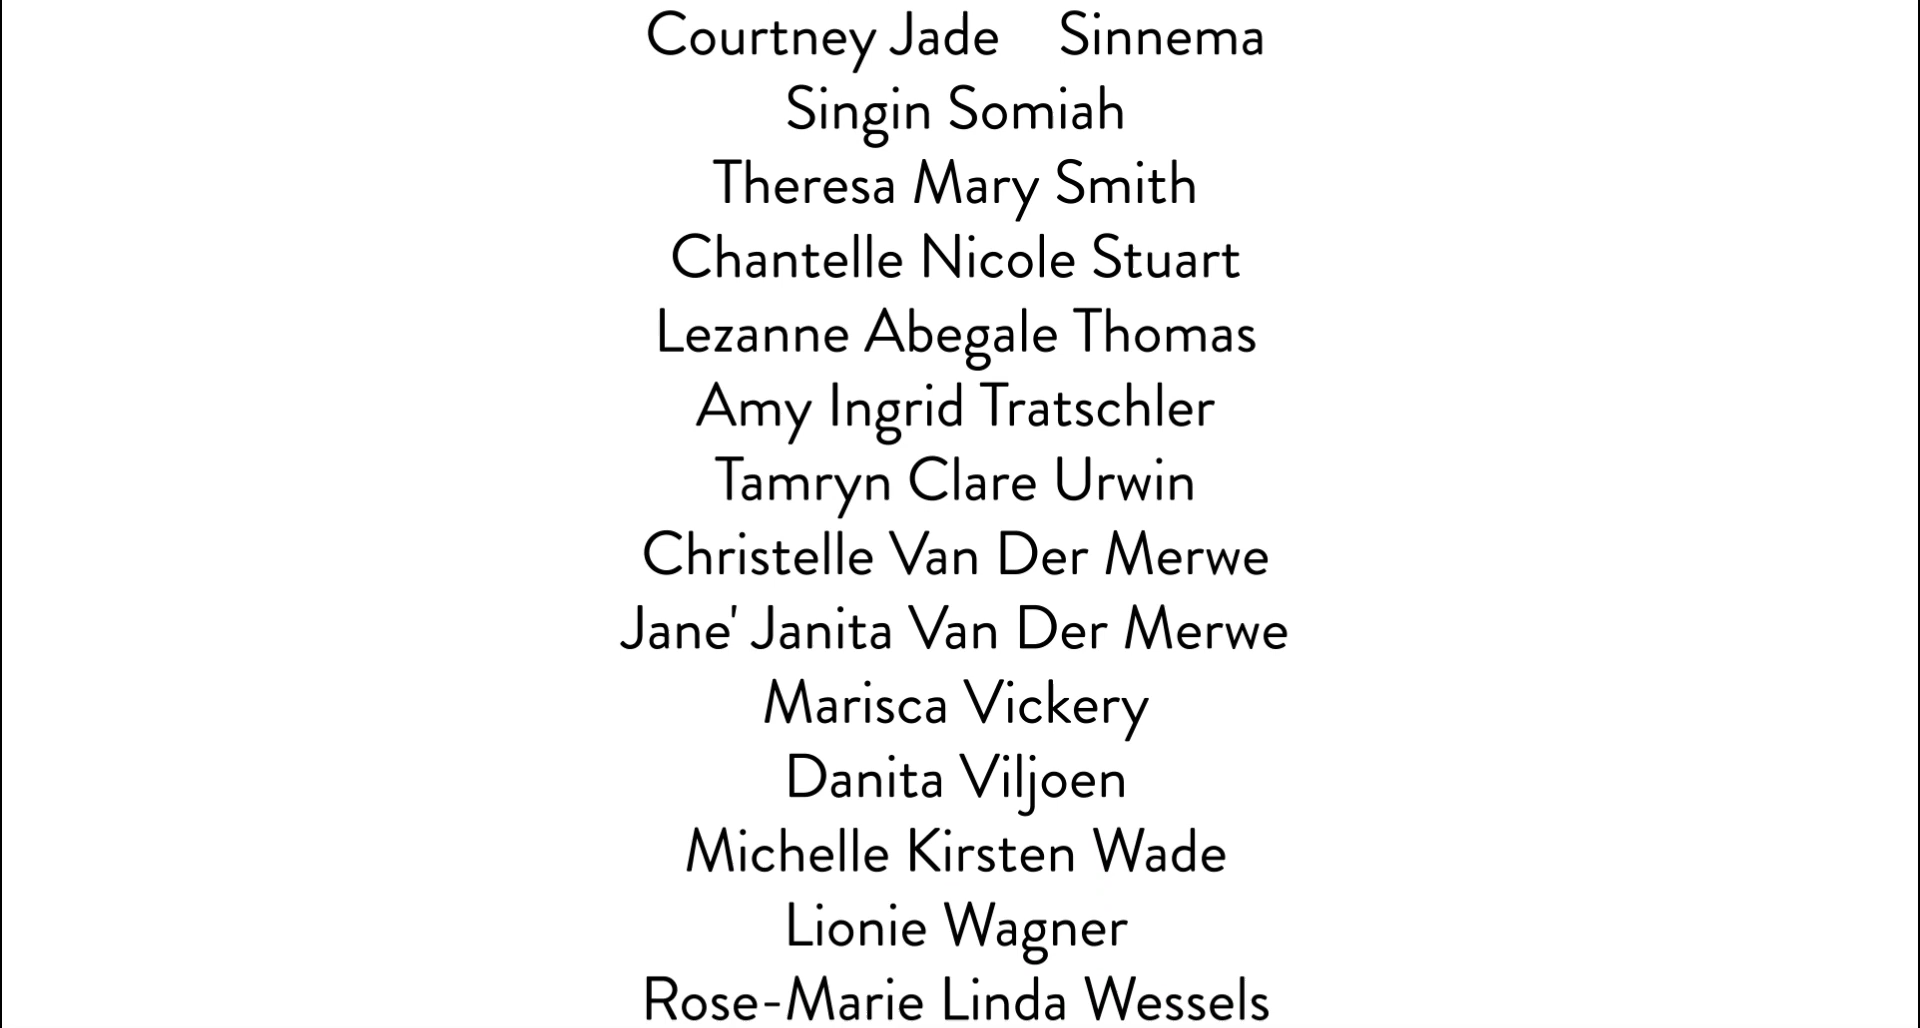 Courtney Jade    Sinnema
Singin Somiah
Theresa Mary Smith
Chantelle Nicole Stuart
Lezanne Abegale Thomas
Amy Ingrid Tratschler
Tamryn Clare Urwin
Christelle Van Der Merwe
Jane' Janita Van Der Merwe
Marisca Vickery
Danita Viljoen
Michelle Kirsten Wade
Lionie Wagner
Rose-Marie Linda Wessels